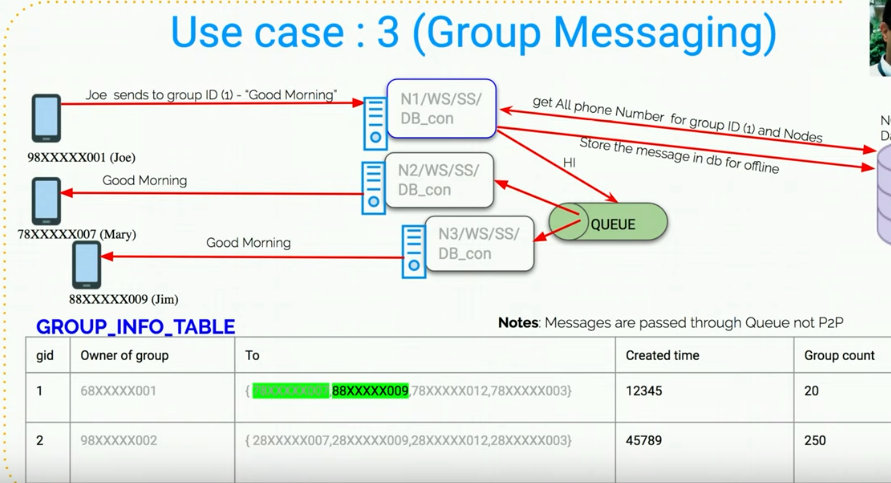 Use case : 3 (Group Messaging)
Joe sends to group ID (1) - "Good Morning"
N1/WS/SS/
DB_con
get All phone Number for group ID (1) and Nodes
Store the message in db for offline
HI
98XXXXX001 (Joe)
Good Morning
N2/WS/SS/
DB_con
78XXXXX007 (Mary)
QUEUE
Good Morning
N3/WS/SS/
DB_con
88XXXXX009 (Jim)
GROUP_INFO_TABLE
Notes: Messages are passed through Queue not P2P
gid Owner of group To Created time Group count
1 68XXXXX001 { 88XXXXX009,78XXXXX012,78XXXXX003} 12345 20
2 98XXXXX002 { 28XXXXX007,28XXXXX009,28XXXXX012,28XXXXX003} 45789 250